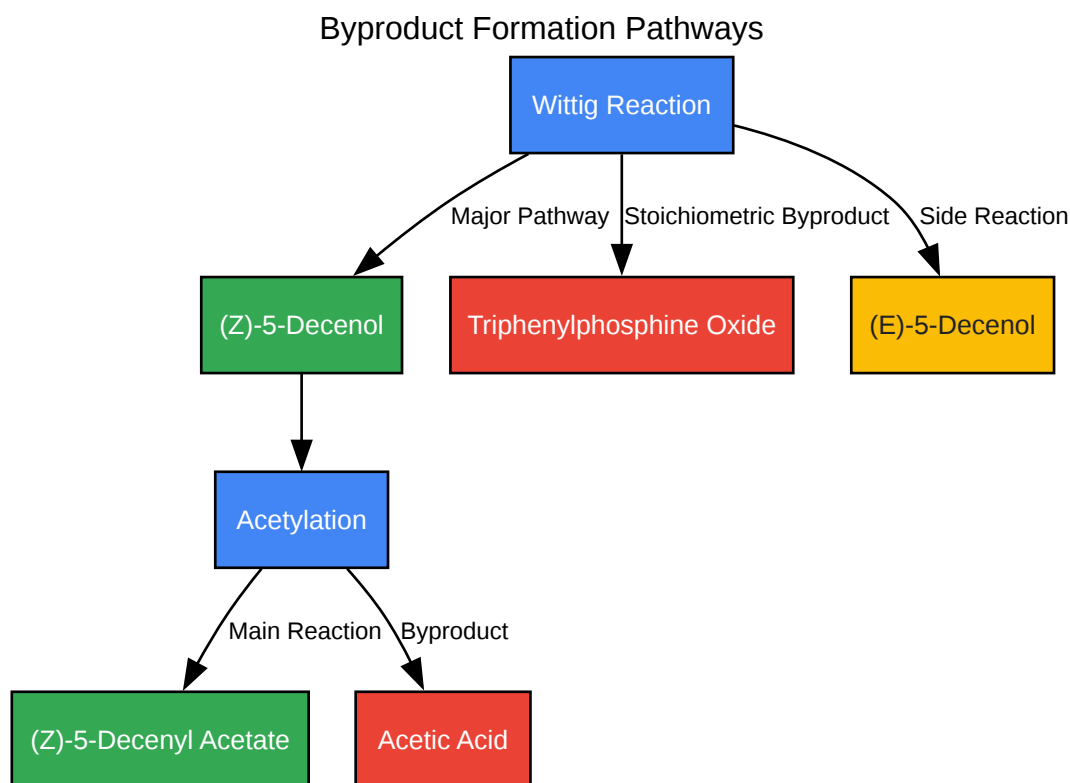 Byproduct Formation Pathways
Wittig Reaction
Major Pathway
Stoichiometric Byproduct
Side Reaction
(Z)-5-Decenol
Triphenylphosphine Oxide
(E)-5-Decenol
Acetylation
Main Reaction
Byproduct
(Z)-5-Decenyl Acetate
Acetic Acid